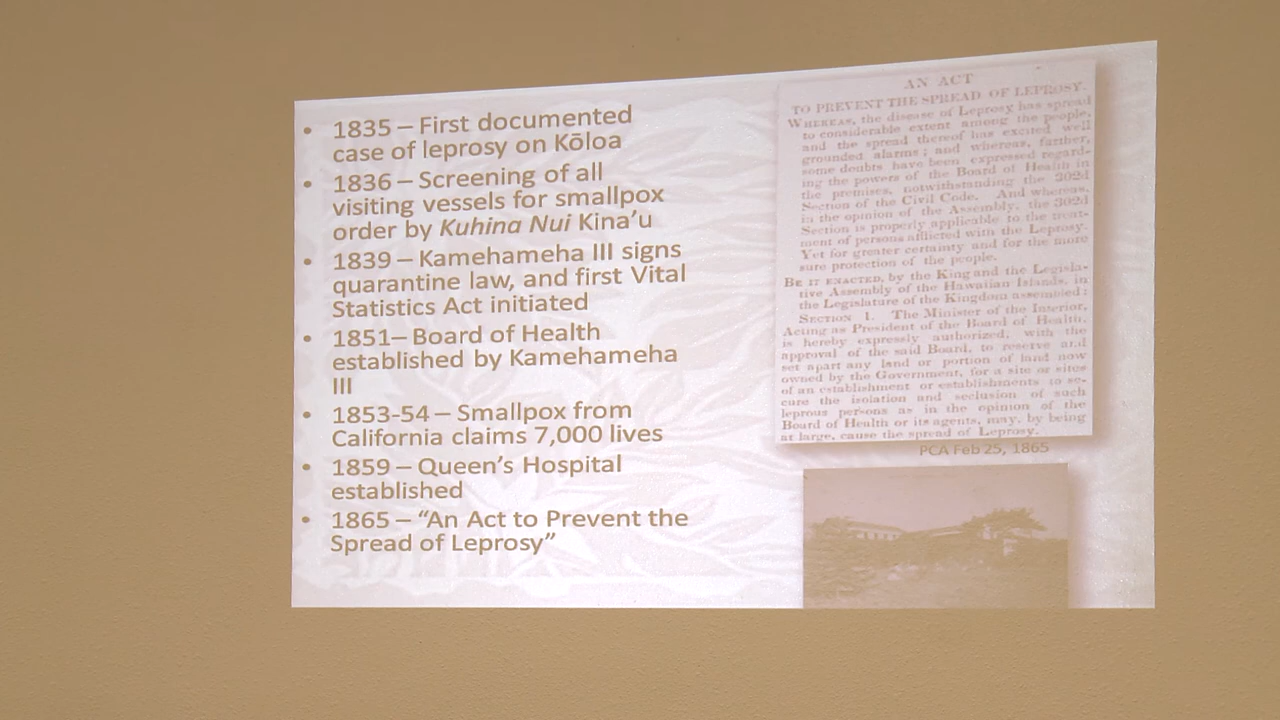 • 1835 – First documented
case of leprosy on Kōloa
• 1836 – Screening of all
visiting vessels for smallpox
order by Kuhina Nui Kina’u
• 1839 – Kamehameha III signs
quarantine law, and first Vital
Statistics Act initiated
• 1851– Board of Health
established by Kamehameha
III
• 1853-54 – Smallpox from
California claims 7,000 lives
• 1859 – Queen’s Hospital
established
• 1865 – “An Act to Prevent the
Spread of Leprosy”
AN ACT
TO PREVENT THE SPREAD OF LEPROSY.
WHEREAS, the disease of Leprosy has spread
to considerable extent among the people,
and the spread thereof has excited well
grounded alarms; and whereas, further,
some doubts have been expressed regard-
ing the powers of the Board of Health in
the premises, notwithstanding the 302d
Section of the Civil Code. And whereas,
in the opinion of the Assembly, the 302d
Section is properly applicable to the treat-
ment of persons afflicted with the Leprosy.
Yet for greater certainty and for the more
sure protection of the people.
BE IT ENACTED, by the King and the Legisla-
tive Assembly of the Hawaiian Islands, in
the Legislature of the Kingdom assembled:
SECTION 1. The Minister of the Interior,
Acting as President of the Board of Health,
is hereby expressly authorized, with the
approval of the said Board, to reserve and
set apart any land or portion of land now
owned by the Government, for a site or sites
of an establishment or establishments to se-
cure the isolation and seclusion of such
leprous persons as in the opinion of the
Board of Health or its agents, may, by being
at large, cause the spread of Leprosy.
PCA Feb 25, 1865